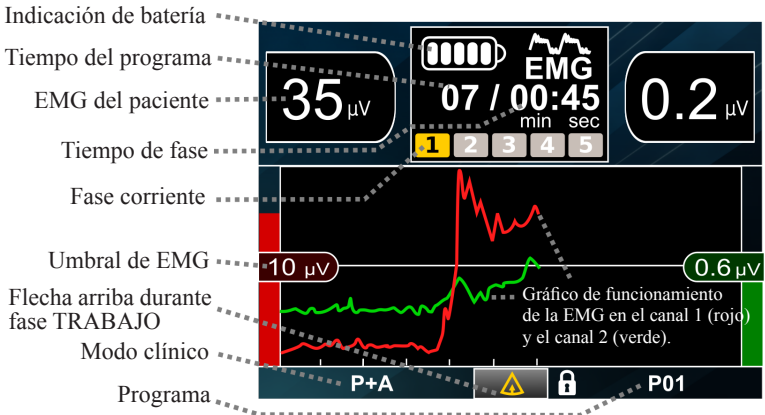 Indicación de batería
Tiempo del programa
EMG del paciente
Tiempo de fase
Fase corriente
Umbral de EMG
Flecha arriba durante
fase TRABAJO
Modo clínico
Programa
EMG
35 μV
07 / 00:45
min sec
0.2 μV
1 2 3 4 5
10 μV
0.6 μV
Gráfico de funcionamiento
de la EMG en el canal 1 (rojo)
y el canal 2 (verde).
P+A
P01